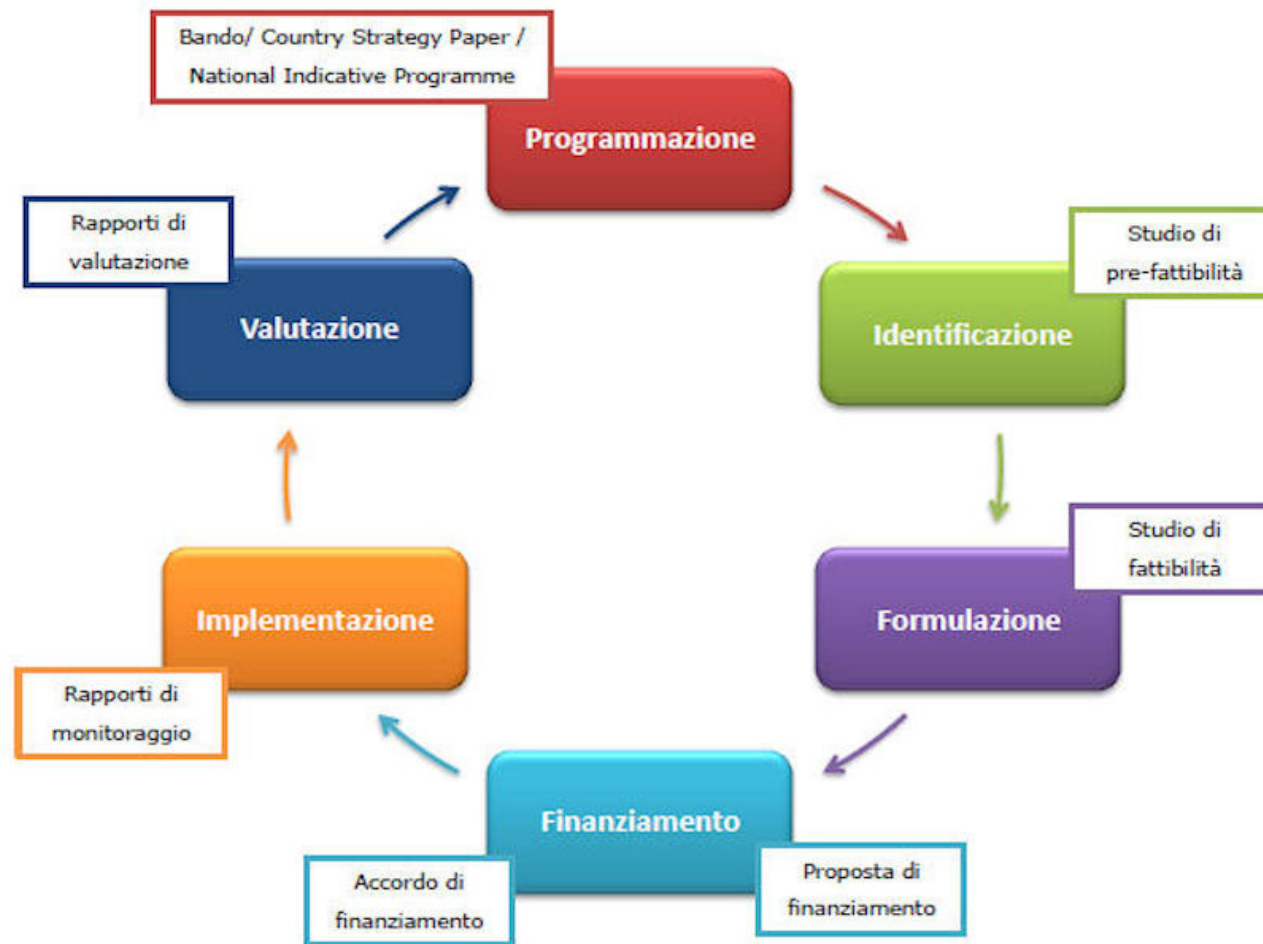 Bando/ Country Strategy Paper /
National Indicative Programme
Programmazione
Rapporti di
valutazione
Valutazione
Studio di
pre-fattibilità
Identificazione
Studio di
fattibilità
Formulazione
Implementazione
Rapporti di
monitoraggio
Finanziamento
Accordo di
finanziamento
Proposta di
finanziamento